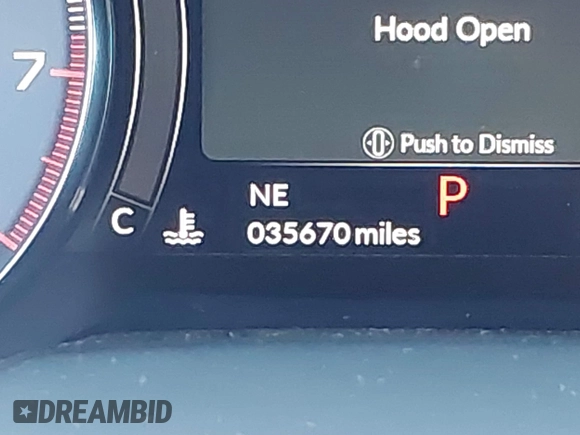 Hood Open
7
Push to Dismiss
NE
P
C
035670 miles
DREAMBID